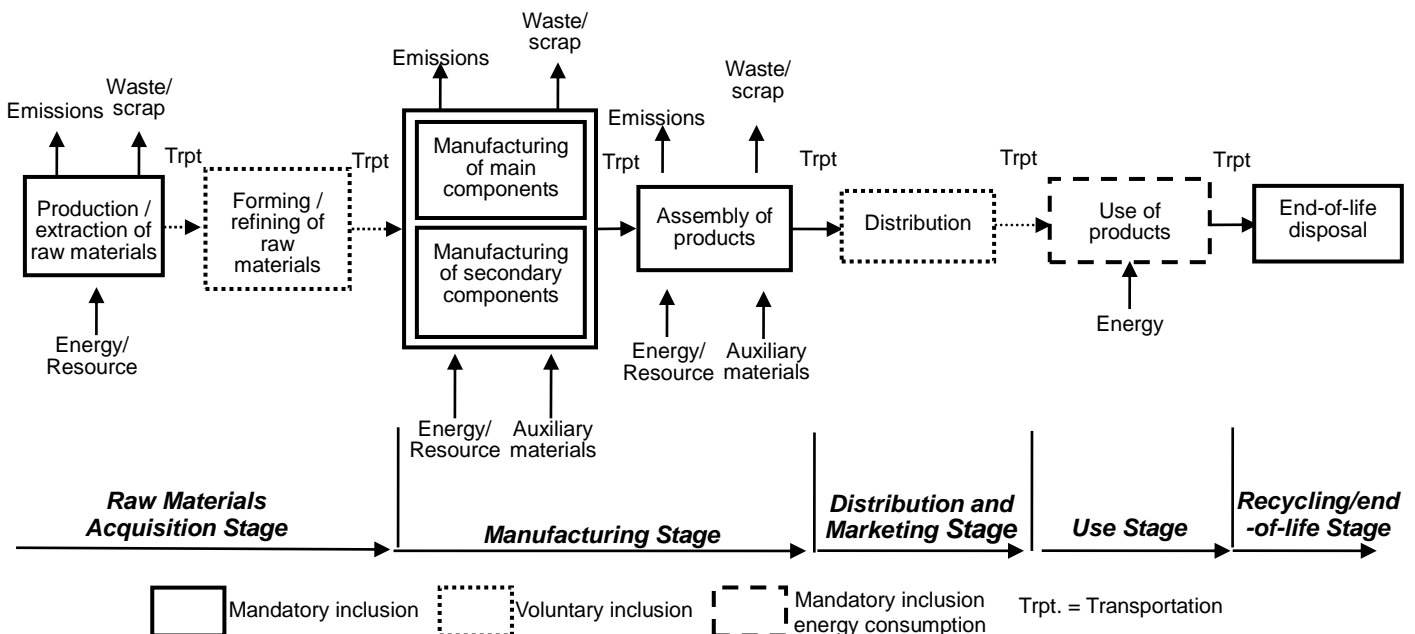 Emissions
Waste/
scrap
Trpt
Production /
extraction of
raw materials
Energy/
Resource
Forming /
refining of
raw
materials
Trpt
Emissions
Waste/
scrap
Manufacturing
of main
components
Manufacturing
of secondary
components
Energy/
Resource
Auxiliary
materials
Trpt
Emissions
Waste/
scrap
Assembly of
products
Energy/
Resource
Auxiliary
materials
Trpt
Distribution
Trpt
Use of
products
Energy
Trpt
End-of-life
disposal
Raw Materials
Acquisition Stage
Manufacturing Stage
Distribution and
Marketing Stage
Use Stage
Recycling/end
-of-life Stage
Mandatory inclusion
Voluntary inclusion
Mandatory inclusion
energy consumption
Trpt. = Transportation